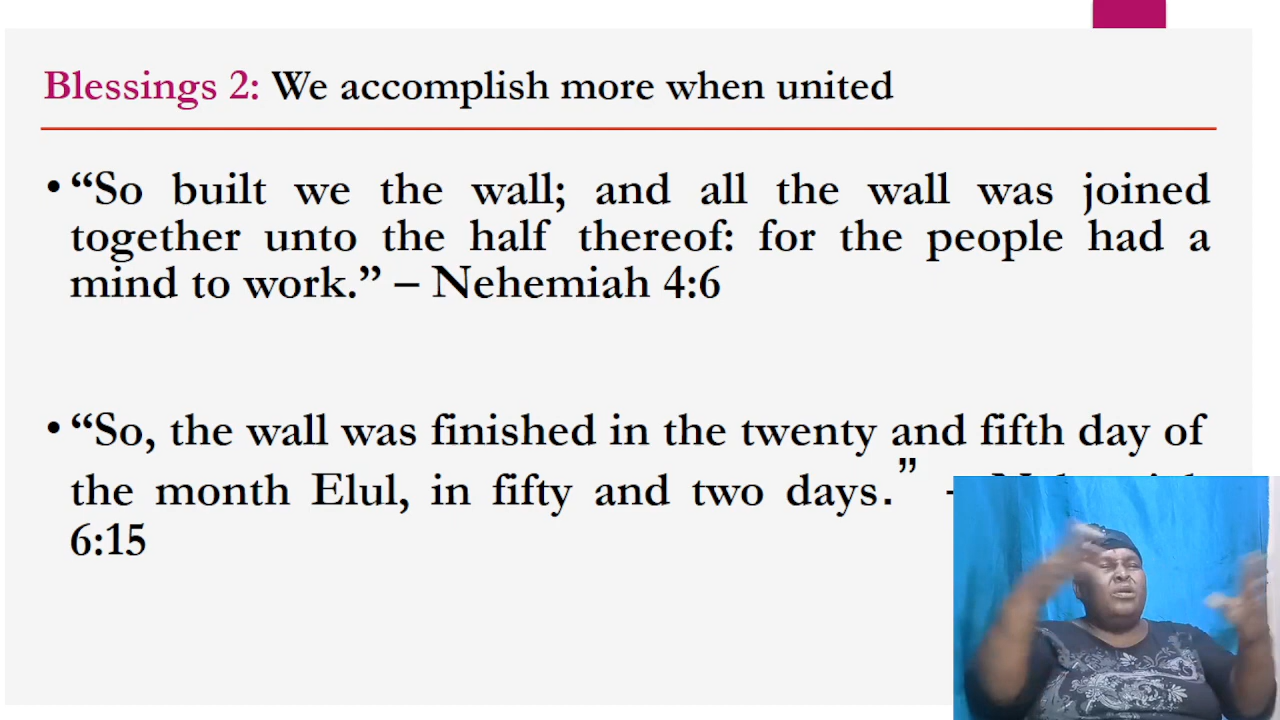 Blessings 2: We accomplish more when united
• “So built we the wall; and all the wall was joined
together unto the half thereof: for the people had a
mind to work.” – Nehemiah 4:6
• “So, the wall was finished in the twenty and fifth day of
the month Elul, in fifty and two days.” –
6:15